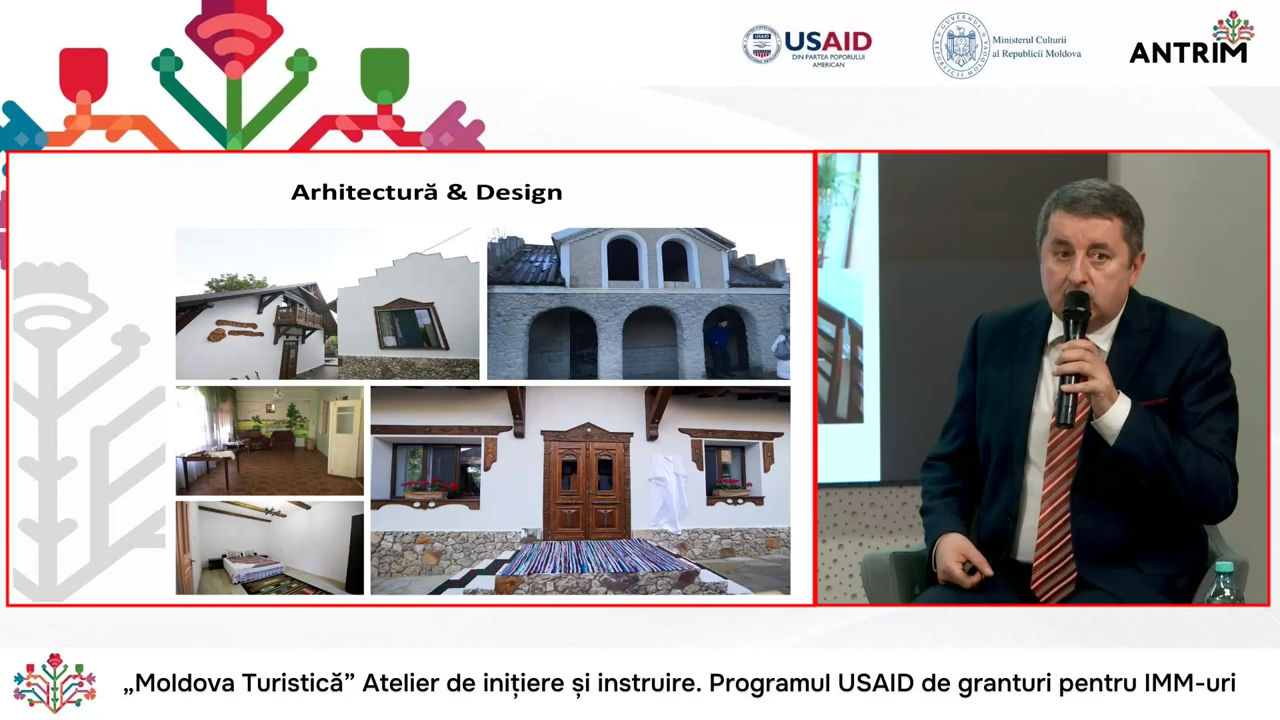 USAID
DIN PARTEA POPORULUI
AMERICAN
Ministerul Culturii
al Republicii Moldova
ANTRIM
Arhitectură & Design
„Moldova Turistică” Atelier de inițiere și instruire. Programul USAID de granturi pentru IMM-uri